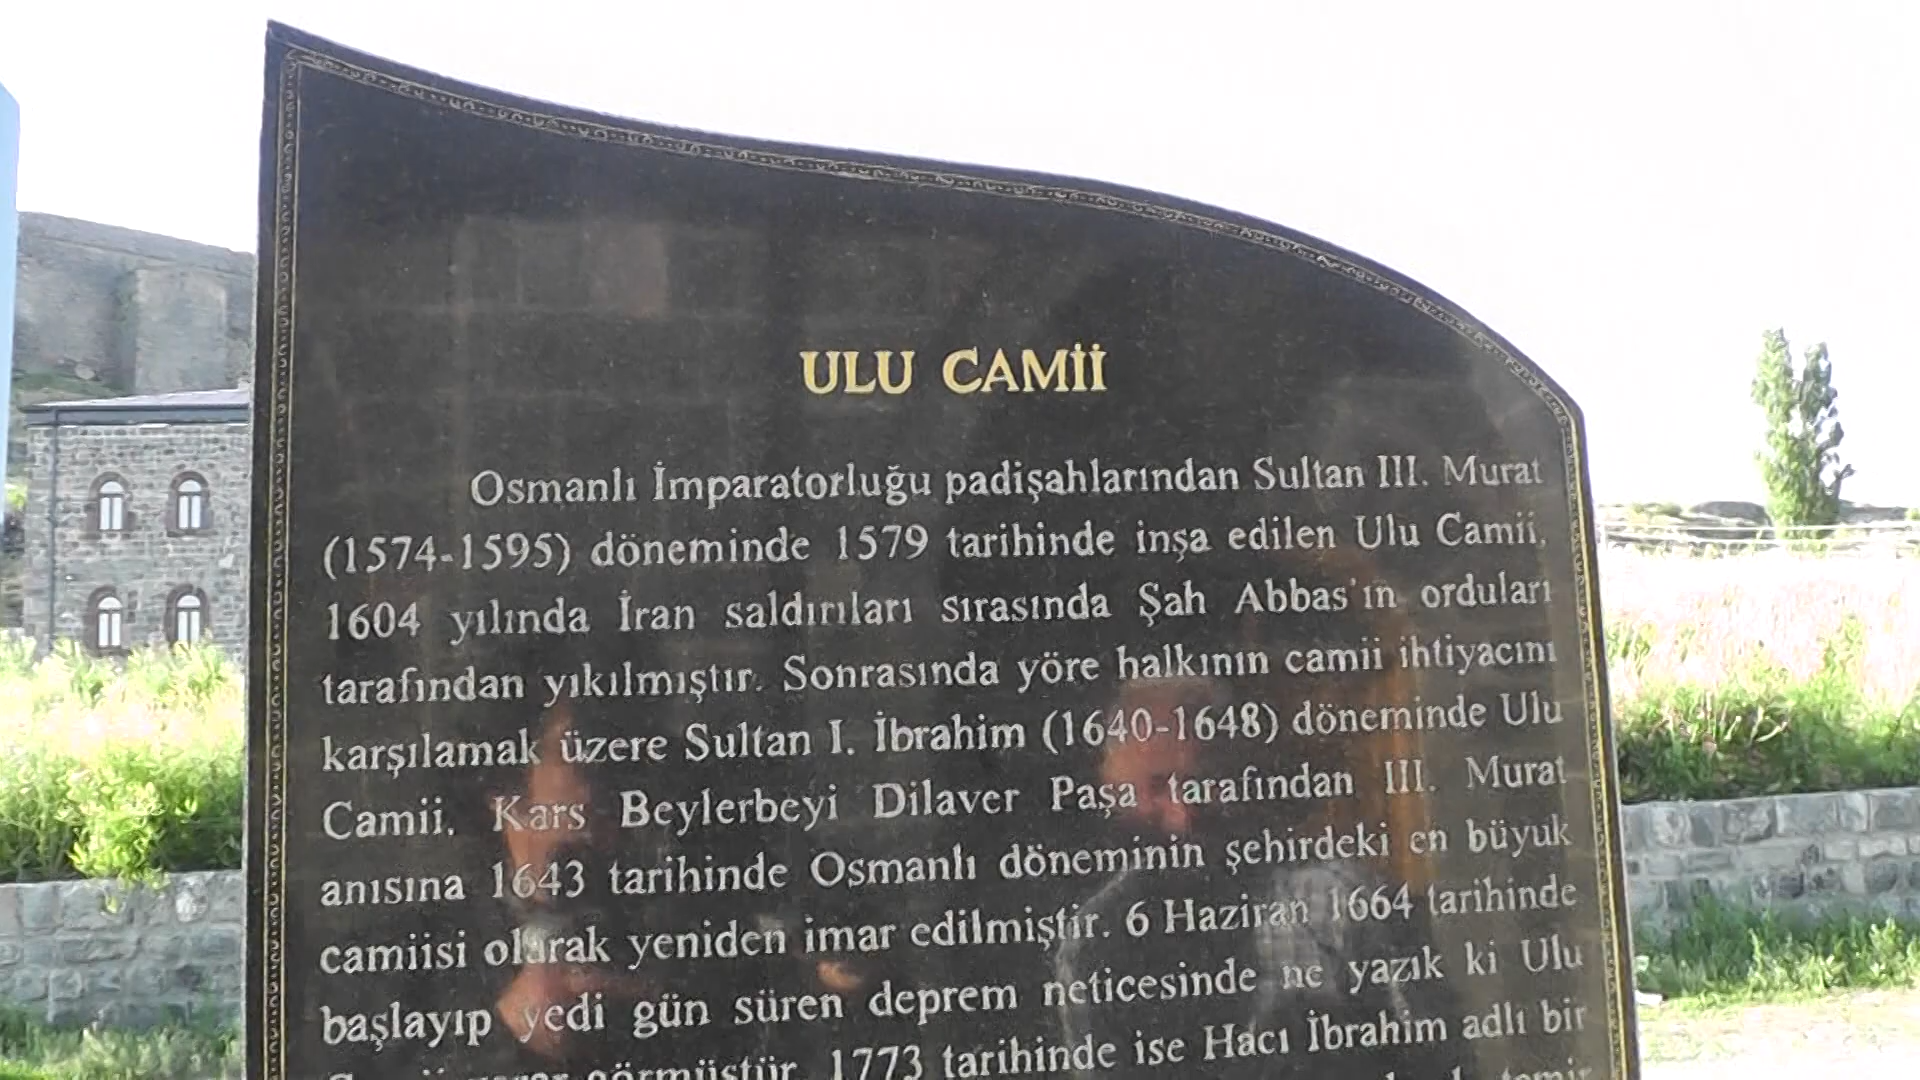 ULU CAMİİ
Osmanlı İmparatorluğu padişahlarından Sultan III. Murat
(1574-1595) döneminde 1579 tarihinde inşa edilen Ulu Camii,
1604 yılında İran saldırıları sırasında Şah Abbas'ın orduları
tarafından yıkılmıştır. Sonrasında yöre halkının camii ihtiyacını
karşılamak üzere Sultan I. İbrahim (1640-1648) döneminde Ulu
Camii, Kars Beylerbeyi Dilaver Paşa tarafından III. Murat
anısına 1643 tarihinde Osmanlı döneminin şehirdeki en büyük
camiisi olarak yeniden imar edilmiştir. 6 Haziran 1664 tarihinde
başlayıp yedi gün süren deprem neticesinde ne yazık ki Ulu
görmüştür. 1773 tarihinde ise Hacı İbrahim adlı bir